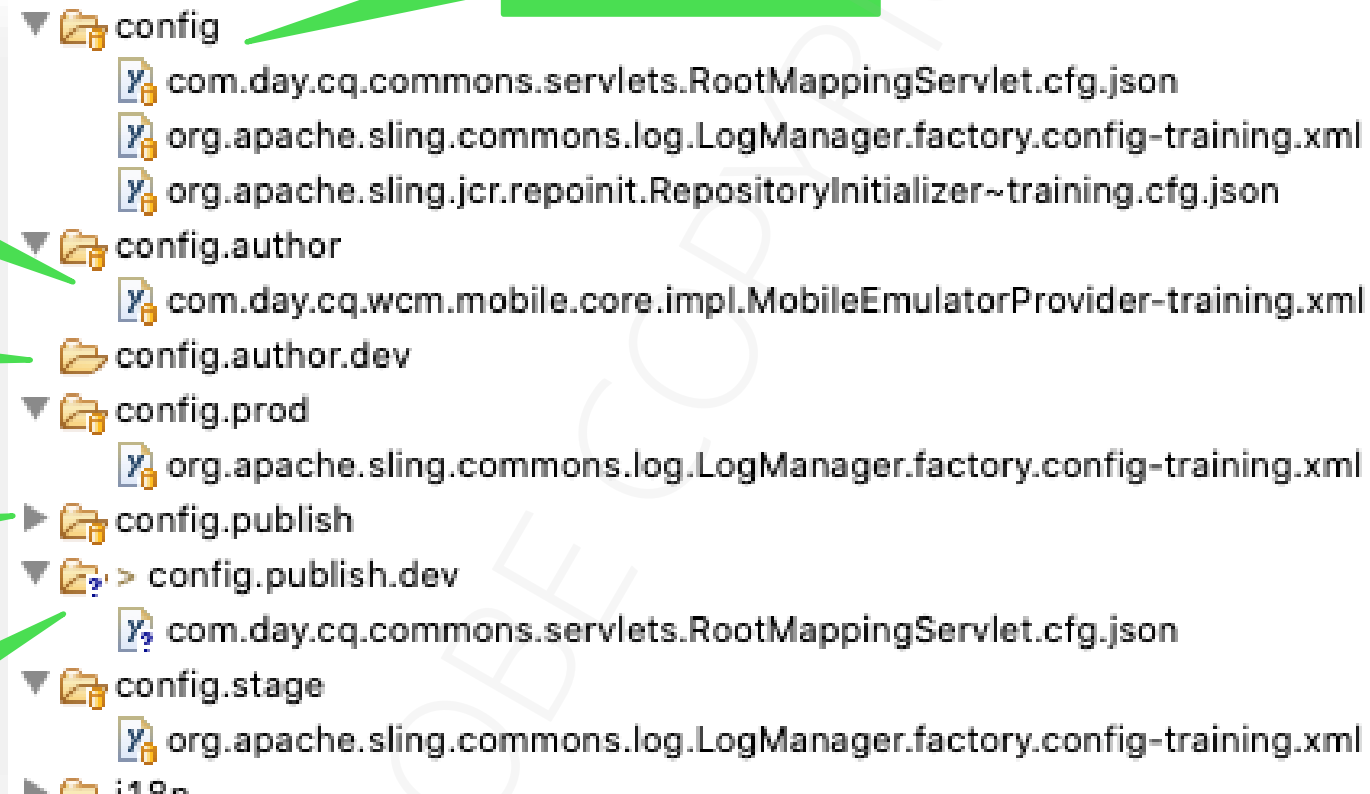 config
com.day.cq.commons.servlets.RootMappingServlet.cfg.json
org.apache.sling.commons.log.LogManager.factory.config-training.xml
org.apache.sling.jcr.repoinit.RepositoryInitializer~training.cfg.json
config.author
com.day.cq.wcm.mobile.core.impl.MobileEmulatorProvider-training.xml
config.author.dev
config.prod
org.apache.sling.commons.log.LogManager.factory.config-training.xml
config.publish
> config.publish.dev
com.day.cq.commons.servlets.RootMappingServlet.cfg.json
config.stage
org.apache.sling.commons.log.LogManager.factory.config-training.xml
i18n
OBE COPYRI